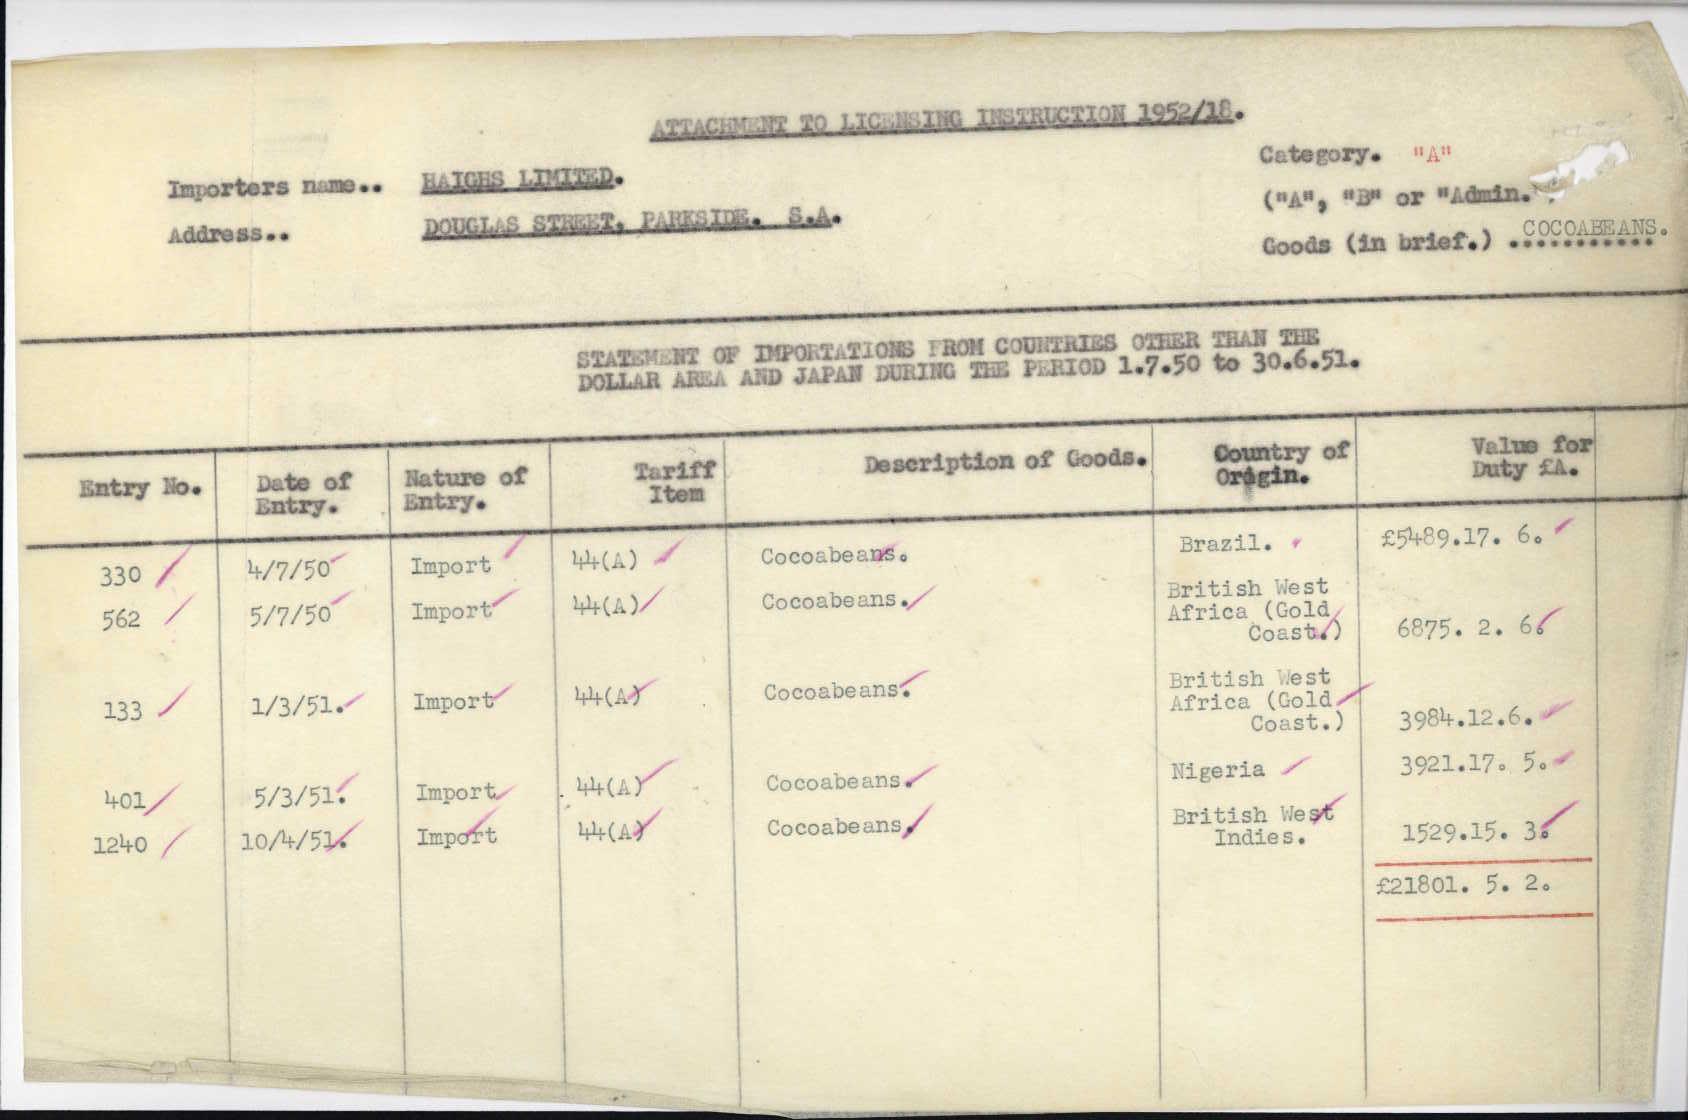 ATTACHMENT TO LICENSING INSTRUCTION 1952/18.
Category. "A"
Importers name.. HAIGHS LIMITED.
("A", "B" or "Admin.
Address.. DOUGLAS STREET, PARKSIDE. S.A.
Goods (in brief.) COCOABEANS.
STATEMENT OF IMPORTATIONS FROM COUNTRIES OTHER THAN THE
DOLLAR AREA AND JAPAN DURING THE PERIOD 1.7.50 to 30.6.51.
Entry No. Date of Entry. Nature of Entry. Tariff Item Description of Goods. Country of Origin. Value for Duty £A.
330 4/7/50 Import 44(A) Cocoabeans. Brazil. £5489.17. 6.
562 5/7/50 Import 44(A) Cocoabeans. British West Africa (Gold Coast.) 6875. 2. 6.
133 1/3/51. Import 44(A) Cocoabeans. British West Africa (Gold Coast.) 3984.12.6.
401 5/3/51. Import 44(A) Cocoabeans. Nigeria 3921.17. 5.
1240 10/4/51. Import 44(A) Cocoabeans. British West Indies. 1529.15. 3.
£21801. 5. 2.